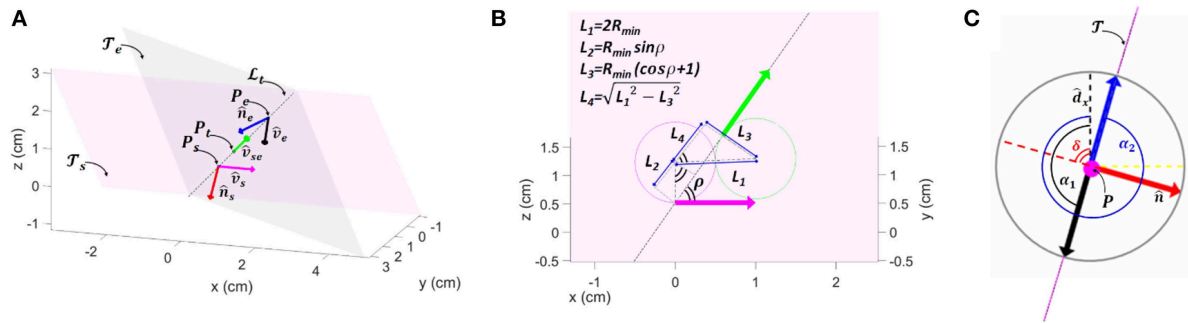 A
𝒯e
ℒt
Pe
n̂e
v̂e
Pt
Ps
v̂se
v̂s
n̂s
𝒯s
z (cm)
3
2
1
0
-1
-2
0
2
4
x (cm)
3
2
1
0
-1
y (cm)
B
L1=2Rmin
L2=Rmin sinρ
L3=Rmin (cosρ+1)
L4=√L1² − L3²
L4
L3
L2
L1
ρ
z (cm)
1.5
1
0.5
0
-0.5
-1
0
1
2
x (cm)
1.5
1
0.5
0
-0.5
y (cm)
C
𝒯
d̂x
δ
α2
α1
P
n̂